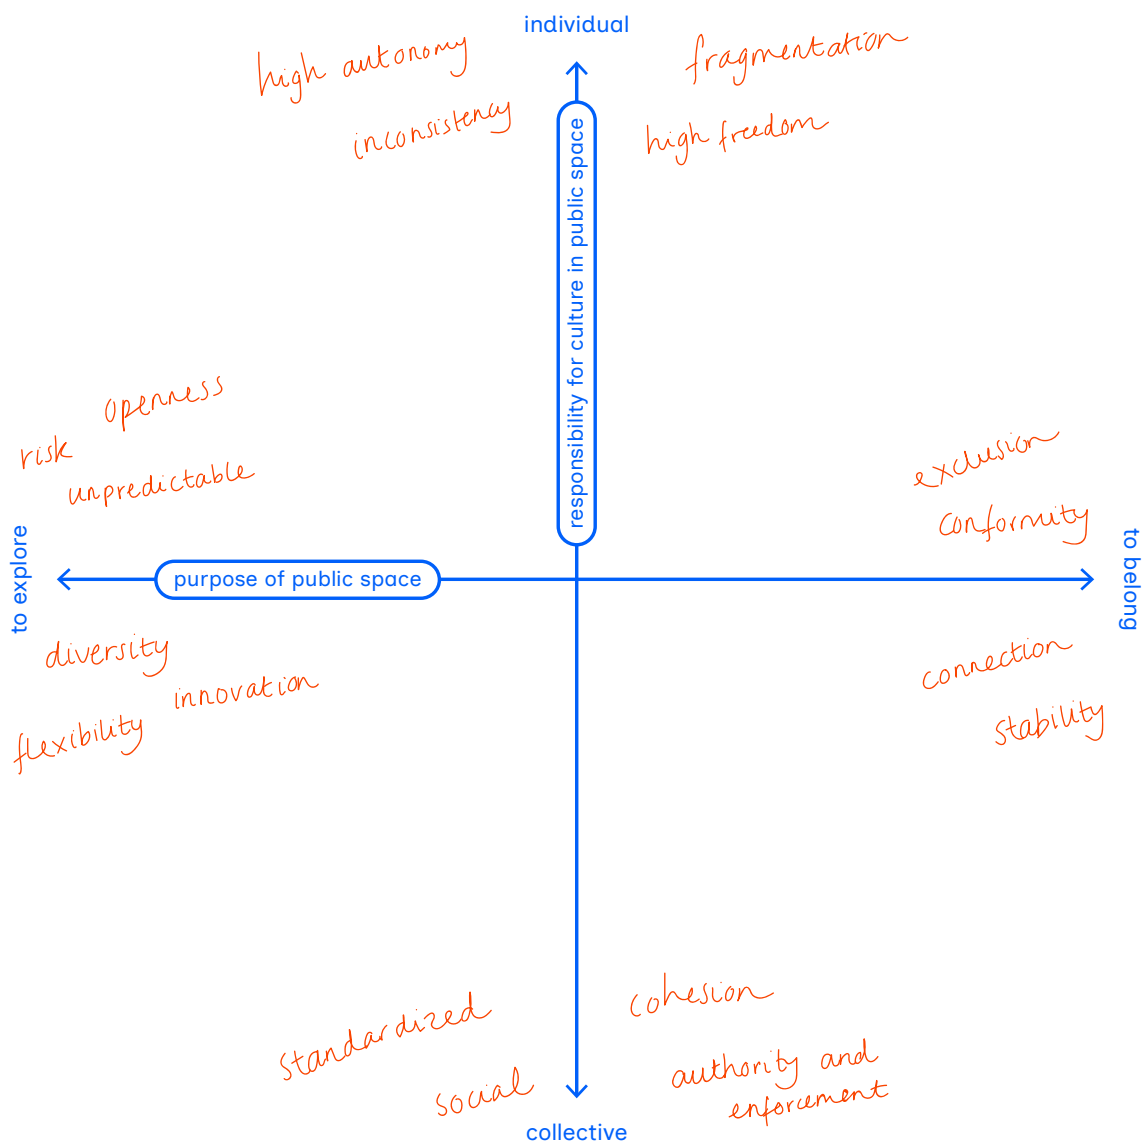 individual
high autonomy
fragmentation
inconsistency
high freedom
responsibility for culture in public space
openness
risk
unpredictable
exclusion
conformity
to explore
purpose of public space
to belong
diversity
innovation
flexibility
connection
stability
cohesion
standardized
authority and
enforcement
social
collective